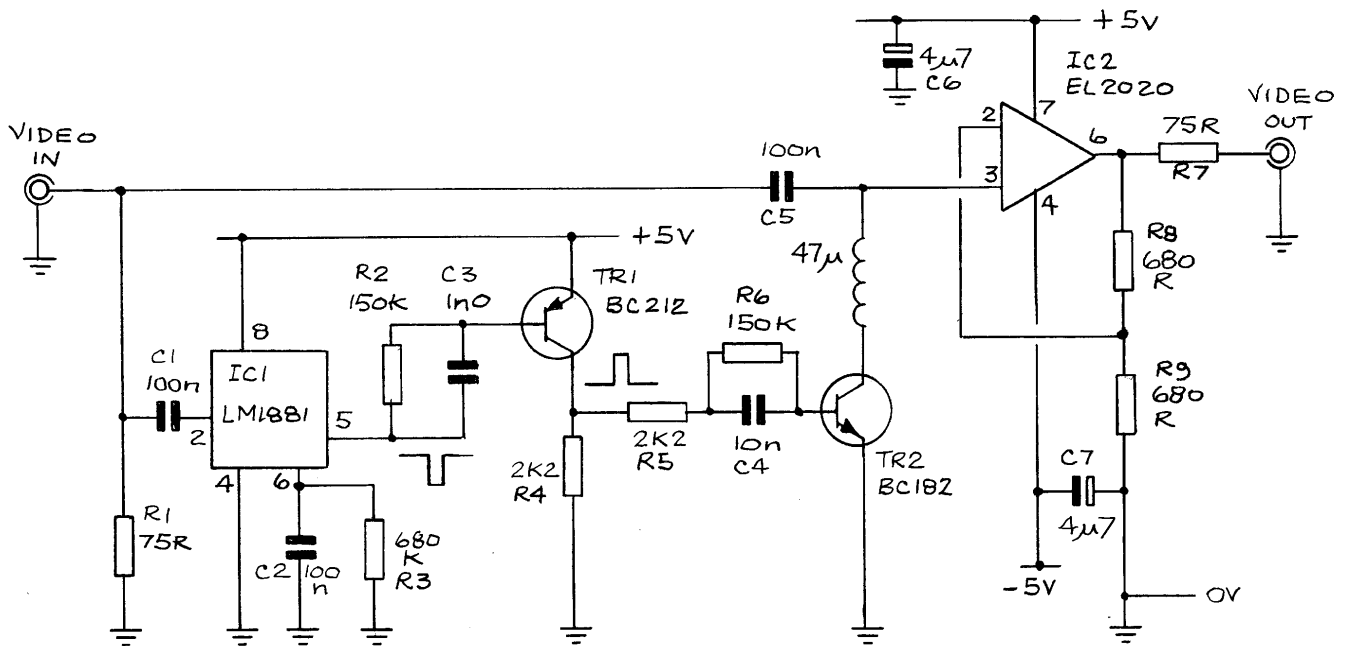 +5V
4µ7
C6
IC2
EL2020
VIDEO
IN
VIDEO
OUT
100n
C5
2
3
7
6
4
75R
R7
+5V
47µ
R8
680
R
R2
150K
C3
1n0
TR1
BC212
R6
150K
C1
100n
8
IC1
LM1881
2
5
4
6
R9
680
R
2K2
R5
10n
C4
2K2
R4
TR2
BC182
C7
4µ7
R1
75R
C2
100
n
680
K
R3
-5V
0V